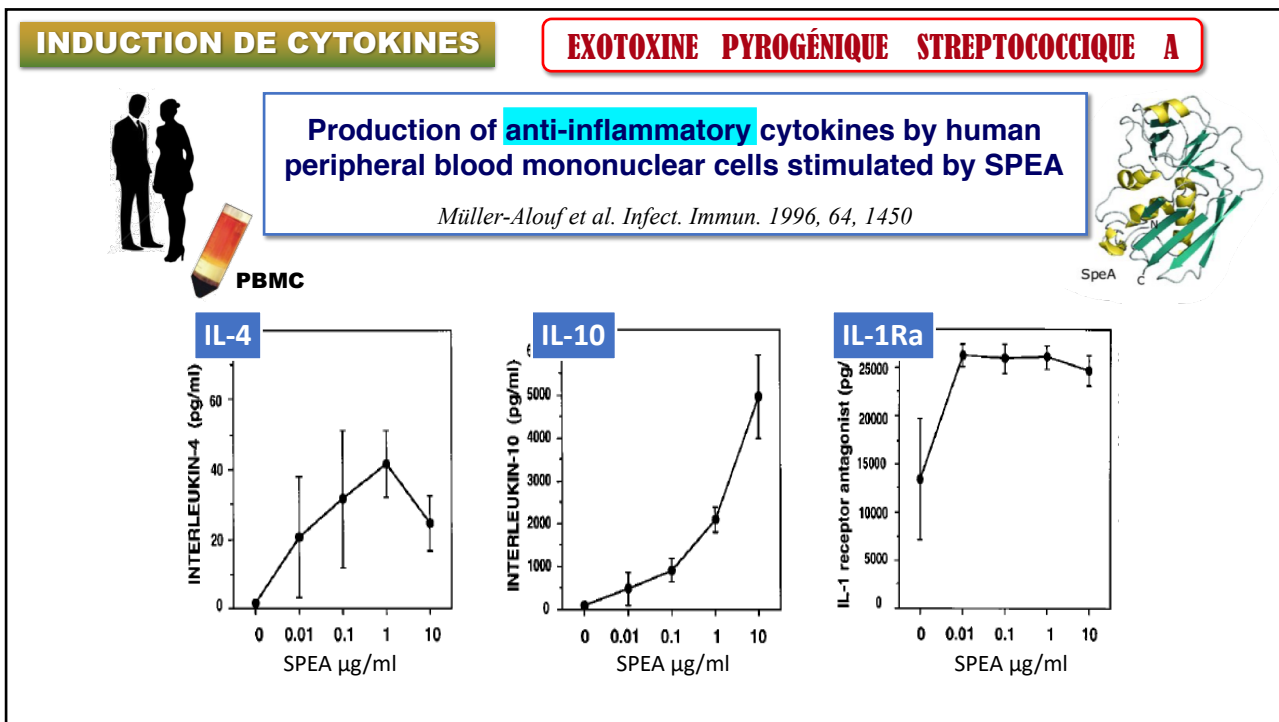 INDUCTION DE CYTOKINES
EXOTOXINE PYROGÉNIQUE STREPTOCOCCIQUE A
Production of anti-inflammatory cytokines by human
peripheral blood mononuclear cells stimulated by SPEA
Müller-Alouf et al. Infect. Immun. 1996, 64, 1450
PBMC
SpeA
N
C
IL-4
INTERLEUKIN-4 (pg/ml)
60
40
20
0
0 0.01 0.1 1 10
SPEA µg/ml
IL-10
INTERLEUKIN-10 (pg/ml)
5000
4000
3000
2000
1000
0
0 0.01 0.1 1 10
SPEA µg/ml
IL-1Ra
IL-1 receptor antagonist (pg/
25000
20000
15000
10000
5000
0
0 0.01 0.1 1 10
SPEA µg/ml